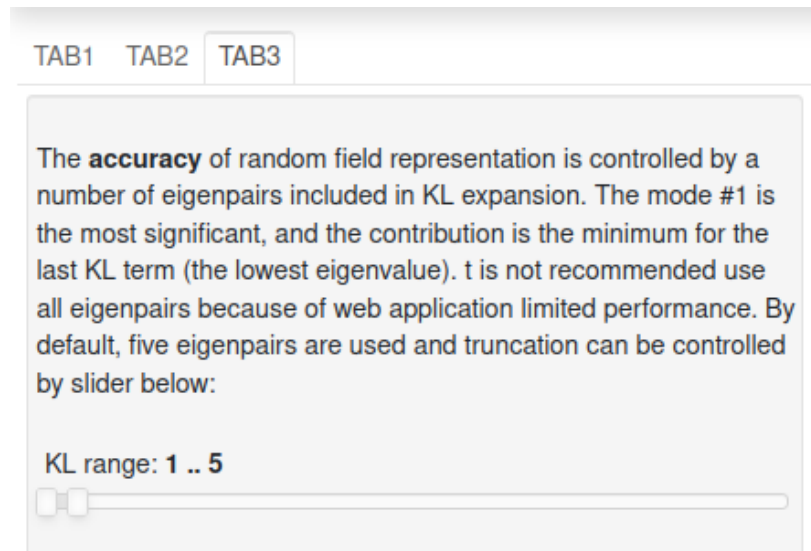 TAB1 TAB2 TAB3
The accuracy of random field representation is controlled by a
number of eigenpairs included in KL expansion. The mode #1 is
the most significant, and the contribution is the minimum for the
last KL term (the lowest eigenvalue). t is not recommended use
all eigenpairs because of web application limited performance. By
default, five eigenpairs are used and truncation can be controlled
by slider below:
KL range: 1 .. 5